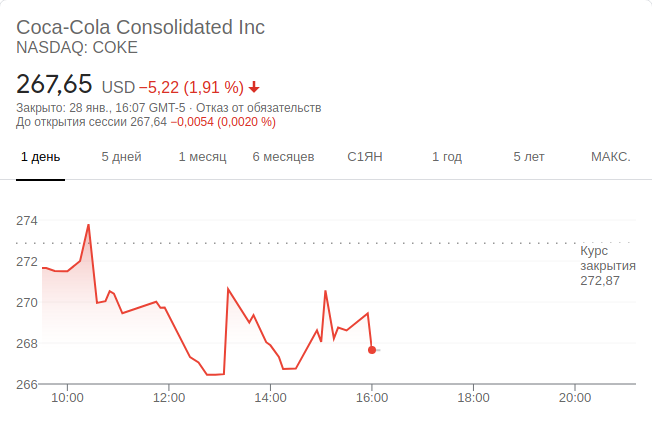 Coca-Cola Consolidated Inc
NASDAQ: COKE
267,65 USD −5,22 (1,91 %)
Закрыто: 28 янв., 16:07 GMT-5 · Отказ от обязательств
До открытия сессии 267,64 −0,0054 (0,0020 %)
1 день 5 дней 1 месяц 6 месяцев С1ЯН 1 год 5 лет МАКС.
274
Курс
закрытия
272,87
272
270
268
266
10:00 12:00 14:00 16:00 18:00 20:00